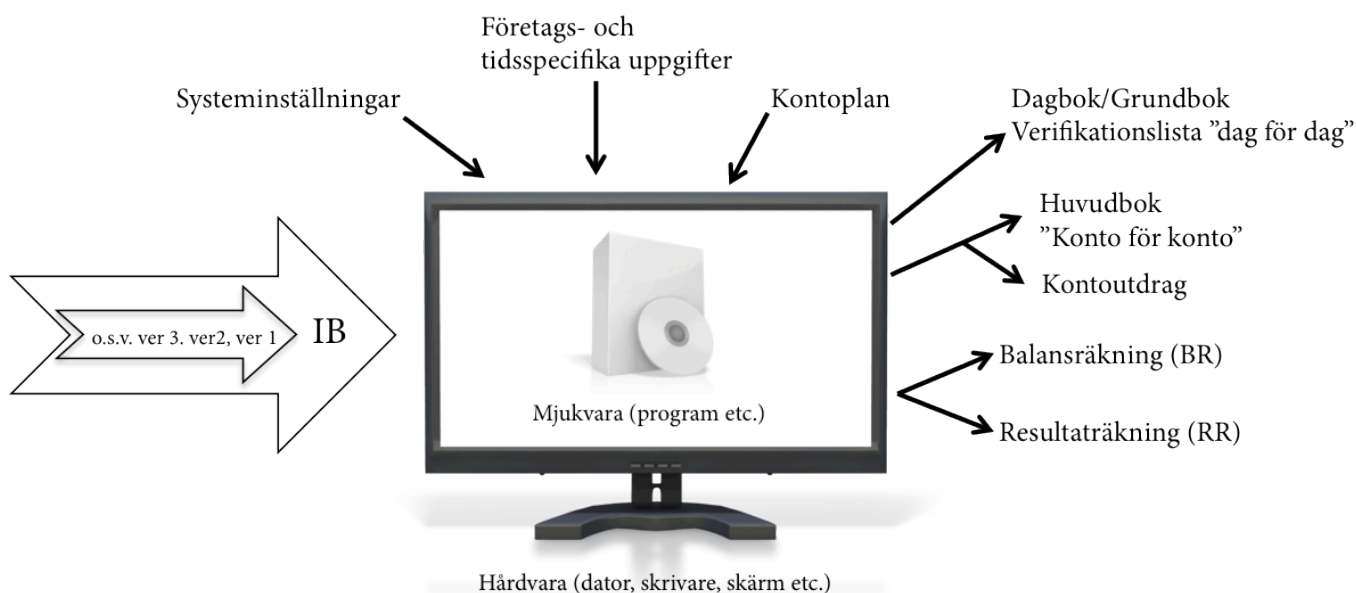 Företags- och
tidsspecifika uppgifter
Systeminställningar
Kontoplan
Dagbok/Grundbok
Verifikationslista ”dag för dag”
Huvudbok
”Konto för konto”
Kontoutdrag
o.s.v. ver 3. ver2, ver 1
IB
Balansräkning (BR)
Mjukvara (program etc.)
Resultaträkning (RR)
Hårdvara (dator, skrivare, skärm etc.)